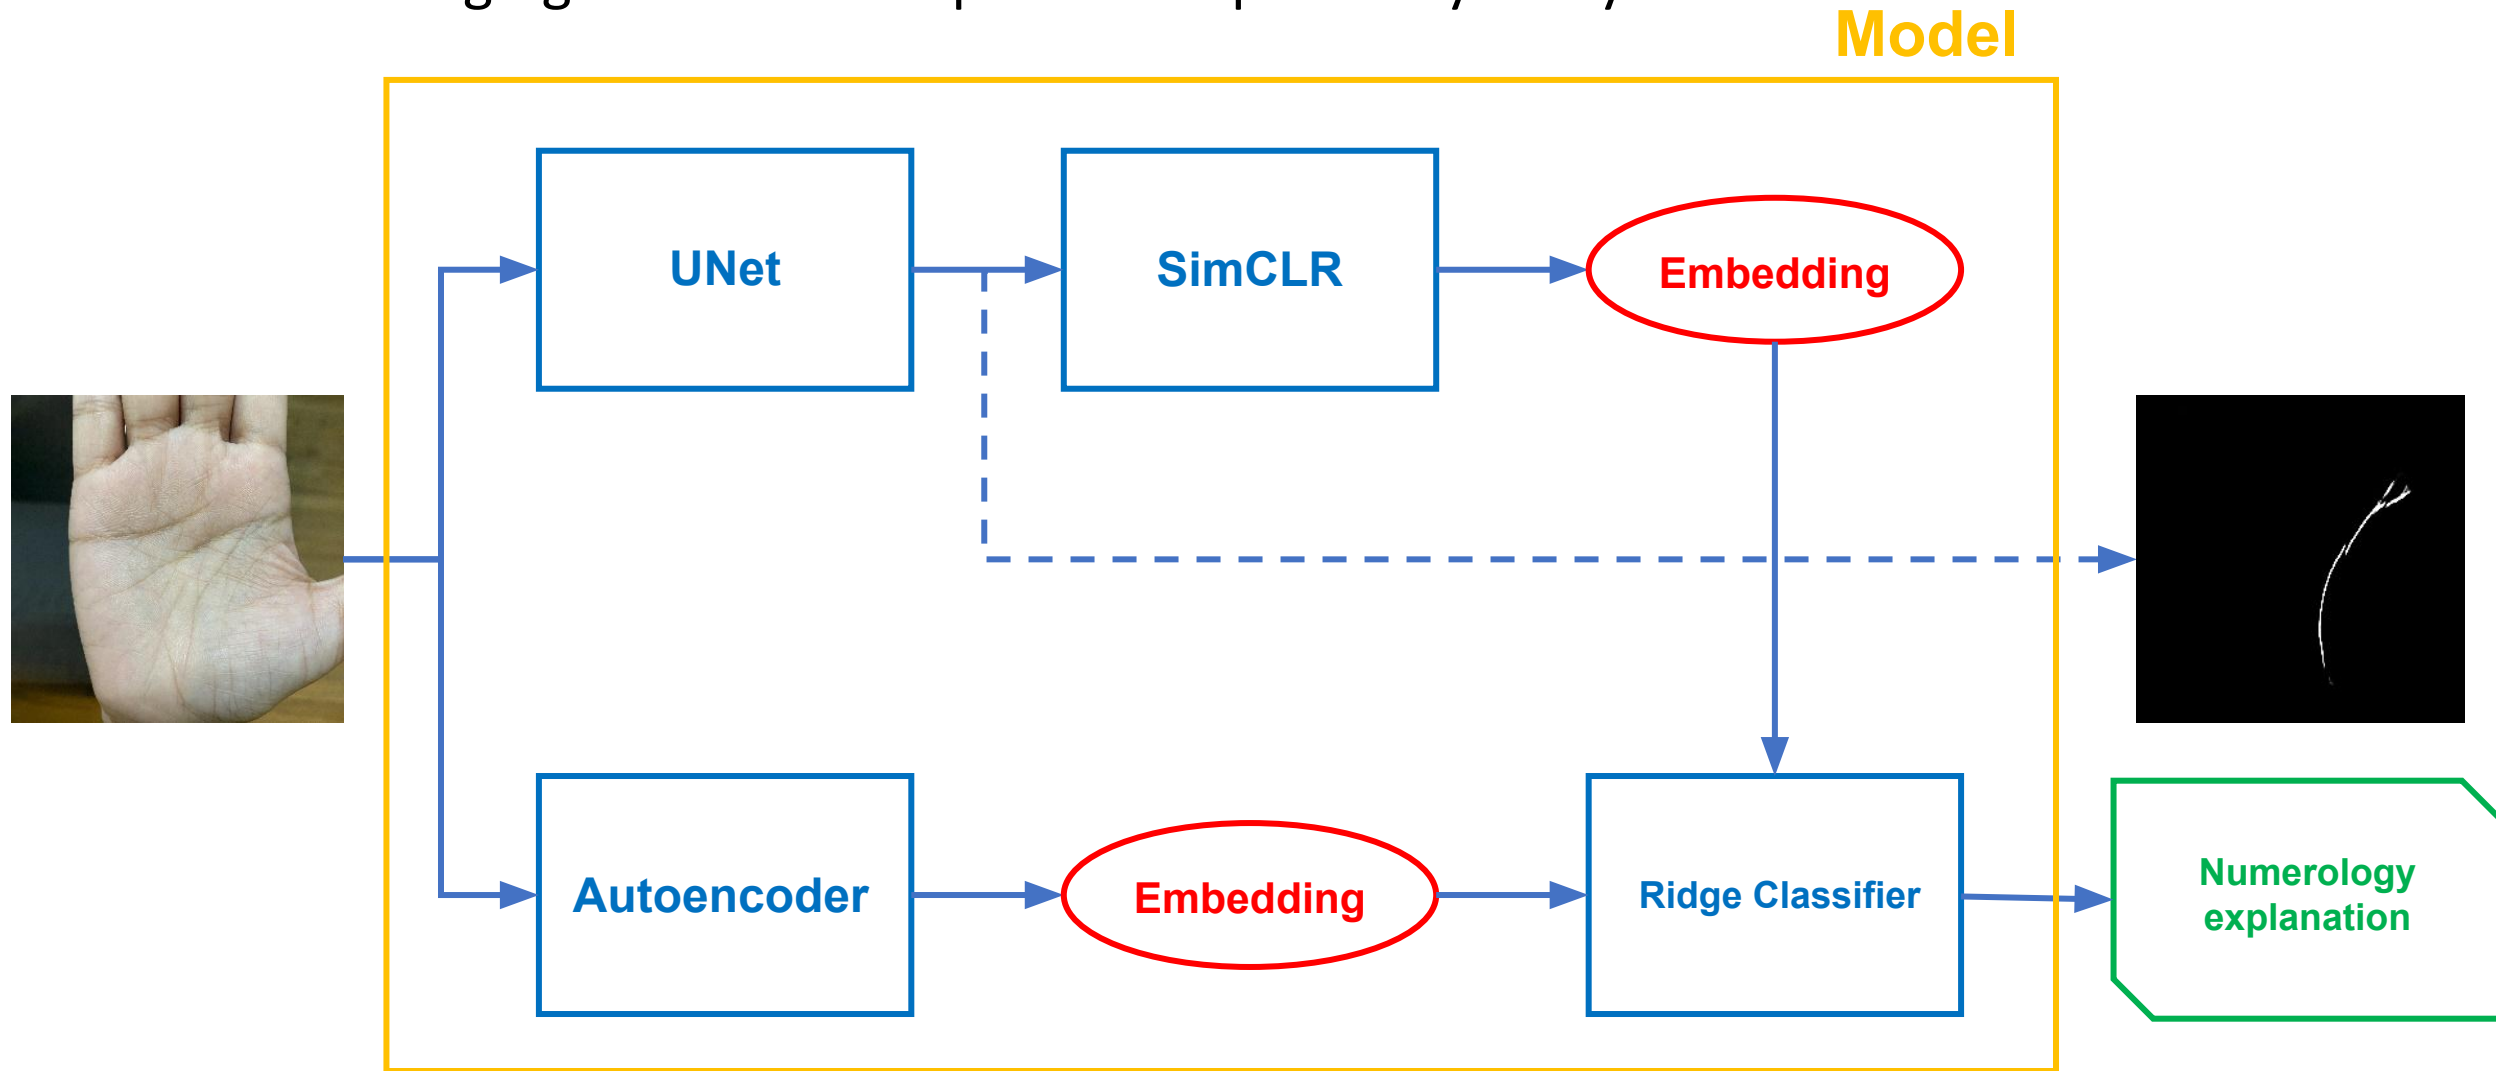 Model
UNet
SimCLR
Embedding
Autoencoder
Embedding
Ridge Classifier
Numerology
explanation